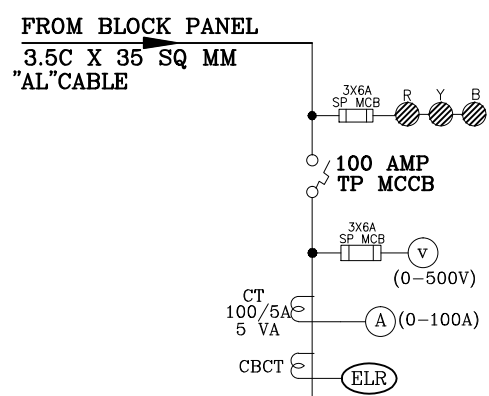 FROM BLOCK PANEL
3.5C X 35 SQ MM
"AL"CABLE
3X6A
SP MCB
R Y B
100 AMP
TP MCCB
3X6A
SP MCB
v
(0-500V)
CT
100/5A
5 VA
A
(0-100A)
CBCT
ELR